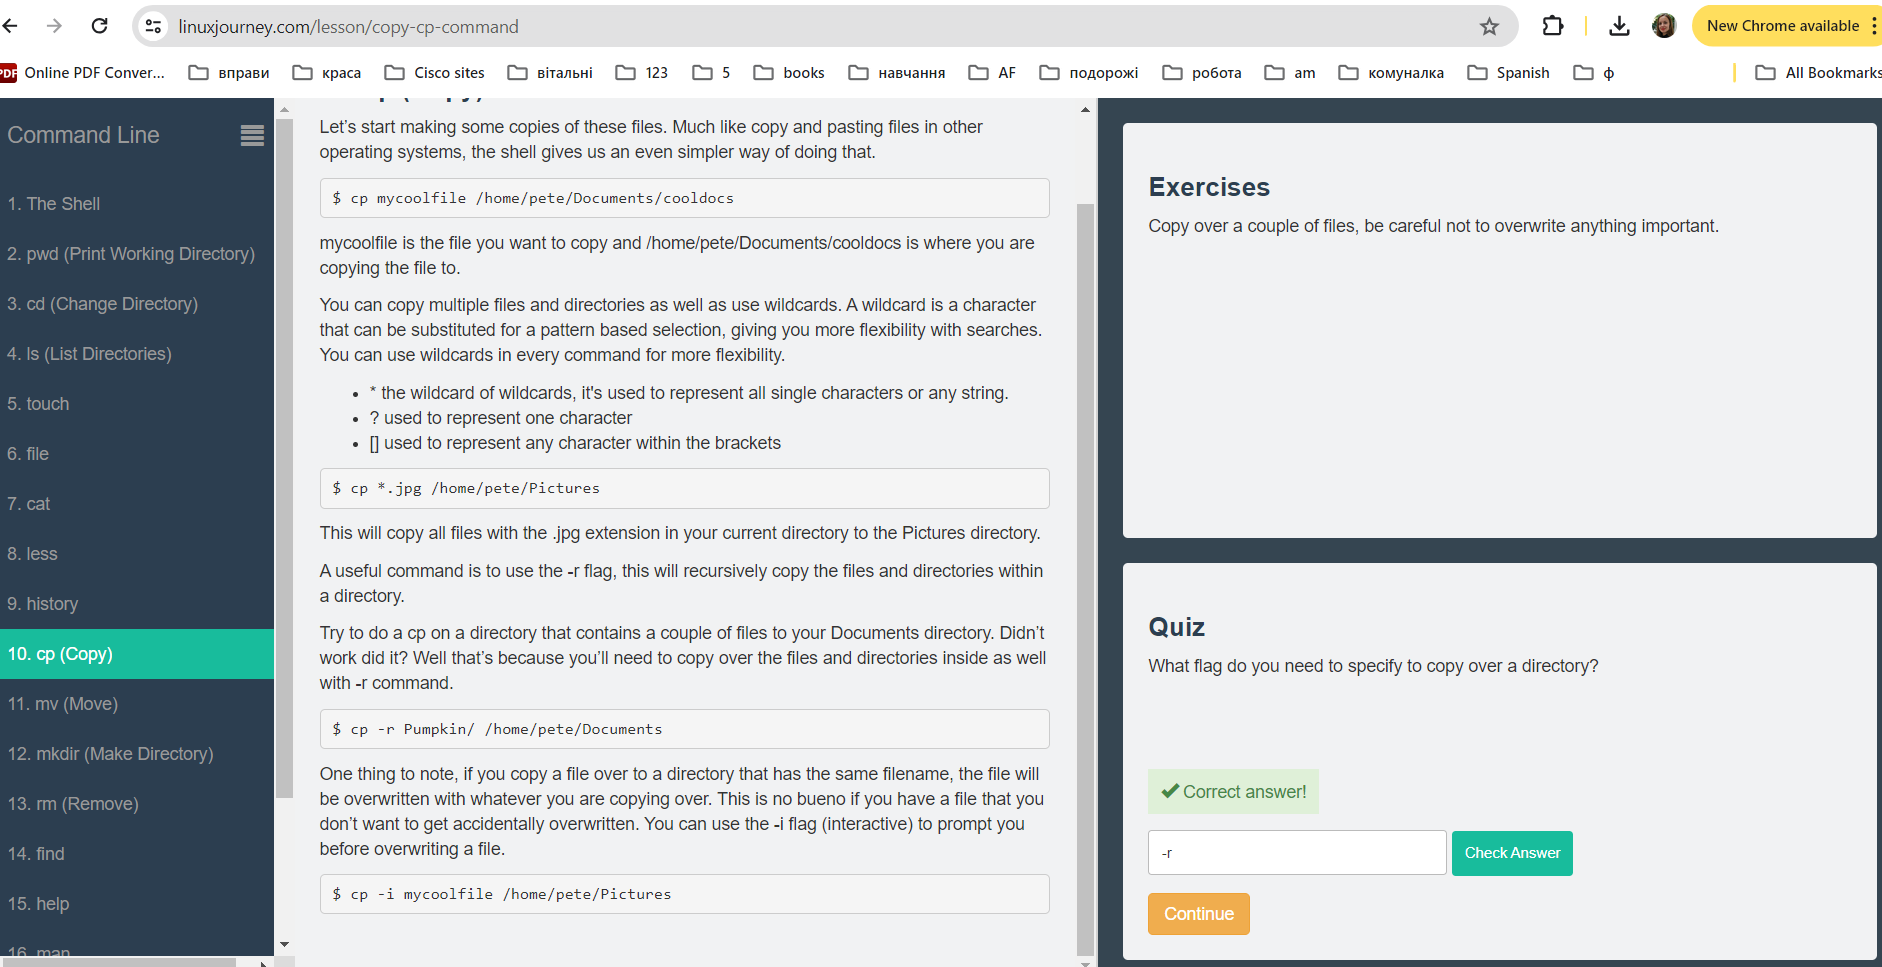 linuxjourney.com/lesson/copy-cp-command
New Chrome available
PDF
Online PDF Conver...
вправи
краса
Cisco sites
вітальні
123
5
books
навчання
AF
подорожі
робота
am
комуналка
Spanish
ф
All Bookmarks
Command Line
1. The Shell
2. pwd (Print Working Directory)
3. cd (Change Directory)
4. ls (List Directories)
5. touch
6. file
7. cat
8. less
9. history
10. cp (Copy)
11. mv (Move)
12. mkdir (Make Directory)
13. rm (Remove)
14. find
15. help
16. man
Let’s start making some copies of these files. Much like copy and pasting files in other
operating systems, the shell gives us an even simpler way of doing that.
$ cp mycoolfile /home/pete/Documents/cooldocs
mycoolfile is the file you want to copy and /home/pete/Documents/cooldocs is where you are
copying the file to.
You can copy multiple files and directories as well as use wildcards. A wildcard is a character
that can be substituted for a pattern based selection, giving you more flexibility with searches.
You can use wildcards in every command for more flexibility.
• * the wildcard of wildcards, it's used to represent all single characters or any string.
• ? used to represent one character
• [] used to represent any character within the brackets
$ cp *.jpg /home/pete/Pictures
This will copy all files with the .jpg extension in your current directory to the Pictures directory.
A useful command is to use the -r flag, this will recursively copy the files and directories within
a directory.
Try to do a cp on a directory that contains a couple of files to your Documents directory. Didn’t
work did it? Well that’s because you’ll need to copy over the files and directories inside as well
with -r command.
$ cp -r Pumpkin/ /home/pete/Documents
One thing to note, if you copy a file over to a directory that has the same filename, the file will
be overwritten with whatever you are copying over. This is no bueno if you have a file that you
don’t want to get accidentally overwritten. You can use the -i flag (interactive) to prompt you
before overwriting a file.
$ cp -i mycoolfile /home/pete/Pictures
Exercises
Copy over a couple of files, be careful not to overwrite anything important.
Quiz
What flag do you need to specify to copy over a directory?
✔ Correct answer!
-r
Check Answer
Continue